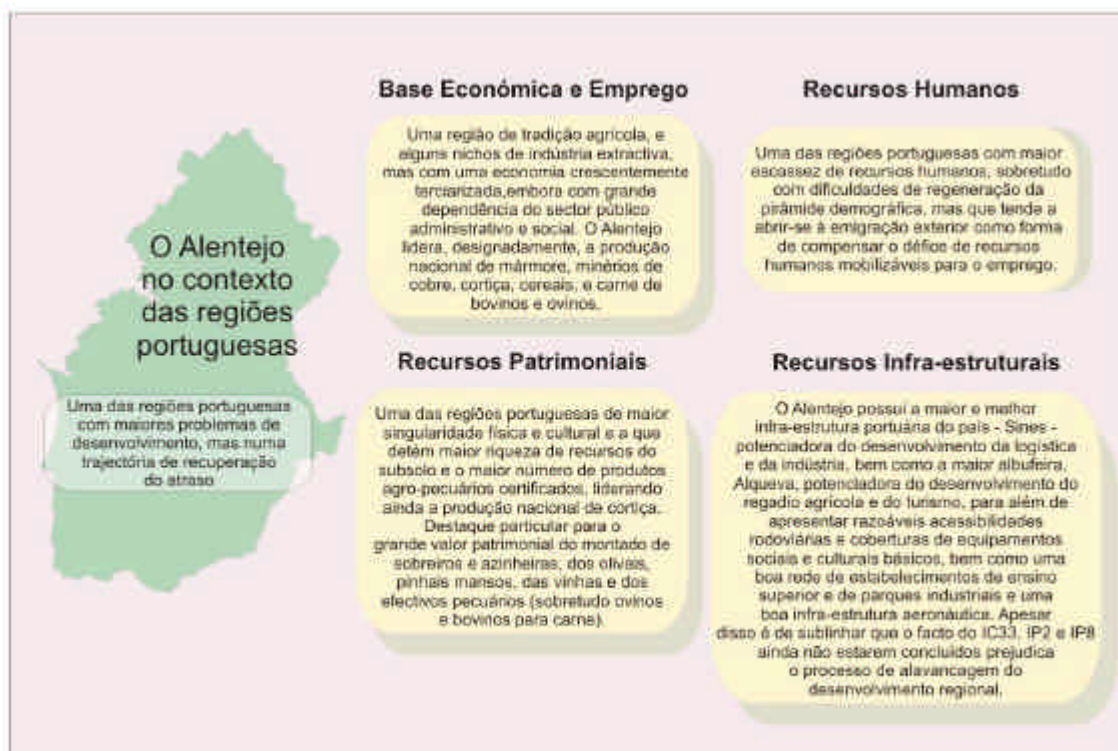 O Alentejo
no contexto
das regiões
portuguesas
Uma das regiões portuguesas
com maiores problemas de
desenvolvimento, mas numa
trajectória de recuperação
do atraso
Base Económica e Emprego
Uma região de tradição agrícola, e
alguns nichos de indústria extractiva,
mas com uma economia crescentemente
terciarizada,embora com grande
dependência do sector público
administrativo e social. O Alentejo
lidera, designadamente, a produção
nacional de mármore, minérios de
cobre, cortiça, cereais, e carne de
bovinos e ovinos.
Recursos Humanos
Uma das regiões portuguesas com maior
escassez de recursos humanos, sobretudo
com dificuldades de regeneração da
pirâmide demográfica, mas que tende a
abrir-se à emigração exterior como forma
de compensar o défice de recursos
humanos mobilizáveis para o emprego.
Recursos Patrimoniais
Uma das regiões portuguesas de maior
singularidade física e cultural e a que
detém maior riqueza de recursos do
subsolo e o maior número de produtos
agro-pecuários certificados, liderando
ainda a produção nacional de cortiça.
Destaque particular para o
grande valor patrimonial do montado de
sobreiros e azinheiras, dos olivais,
pinhais mansos, das vinhas e dos
efectivos pecuários (sobretudo ovinos
e bovinos para carne).
Recursos Infra-estruturais
O Alentejo possui a maior e melhor
infra-estrutura portuária do país - Sines -
potenciadora do desenvolvimento da logística
e da indústria, bem como a maior albufeira,
Alqueva, potenciadora do desenvolvimento do
regadio agrícola e do turismo, para além de
apresentar razoáveis acessibilidades
rodoviárias e coberturas de equipamentos
sociais e culturais básicos, bem como uma
boa rede de estabelecimentos de ensino
superior e de parques industriais e uma
boa infra-estrutura aeronáutica. Apesar
disso é de sublinhar que o facto do IC33, IP2 e IP8
ainda não estarem concluídos prejudica
o processo de alavancagem do
desenvolvimento regional.